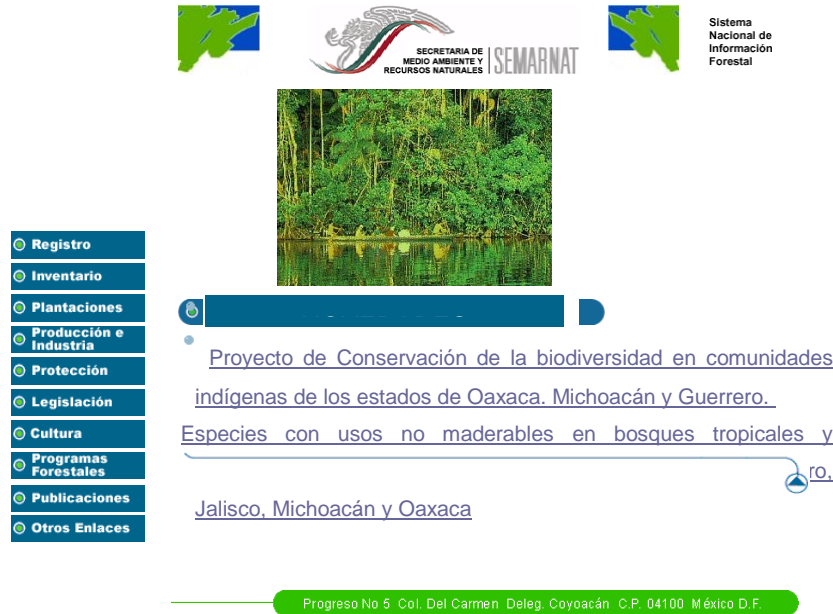 SECRETARIA DE
MEDIO AMBIENTE Y
RECURSOS NATURALES
SEMARNAT
Sistema
Nacional de
Información
Forestal
Registro
Inventario
Plantaciones
Producción e
Industria
Protección
Legislación
Cultura
Programas
Forestales
Publicaciones
Otros Enlaces
Proyecto de Conservación de la biodiversidad en comunidades
indígenas de los estados de Oaxaca. Michoacán y Guerrero.
Especies con usos no maderables en bosques tropicales y
ro,
Jalisco, Michoacán y Oaxaca
Progreso No 5 Col. Del Carmen Deleg. Coyoacán C.P. 04100 México D.F.